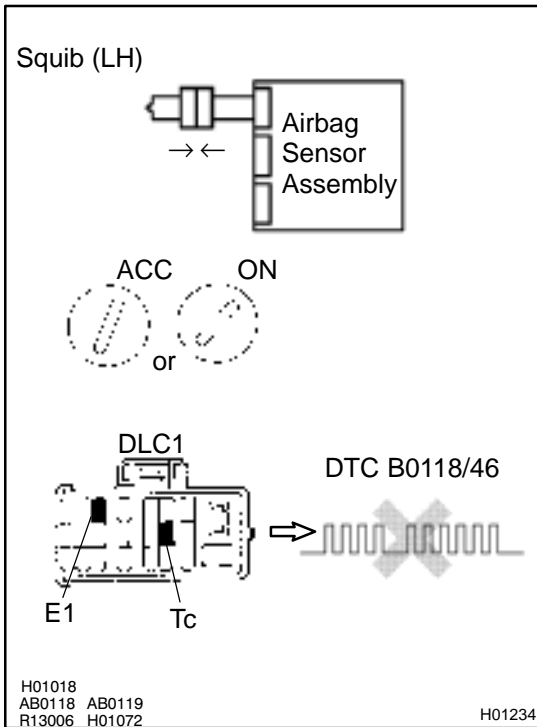 Squib (LH)
Airbag
Sensor
Assembly
ACC
ON
or
DLC1
DTC B0118/46
E1
Tc
H01018
AB0118 AB0119
R13006 H01072
H01234